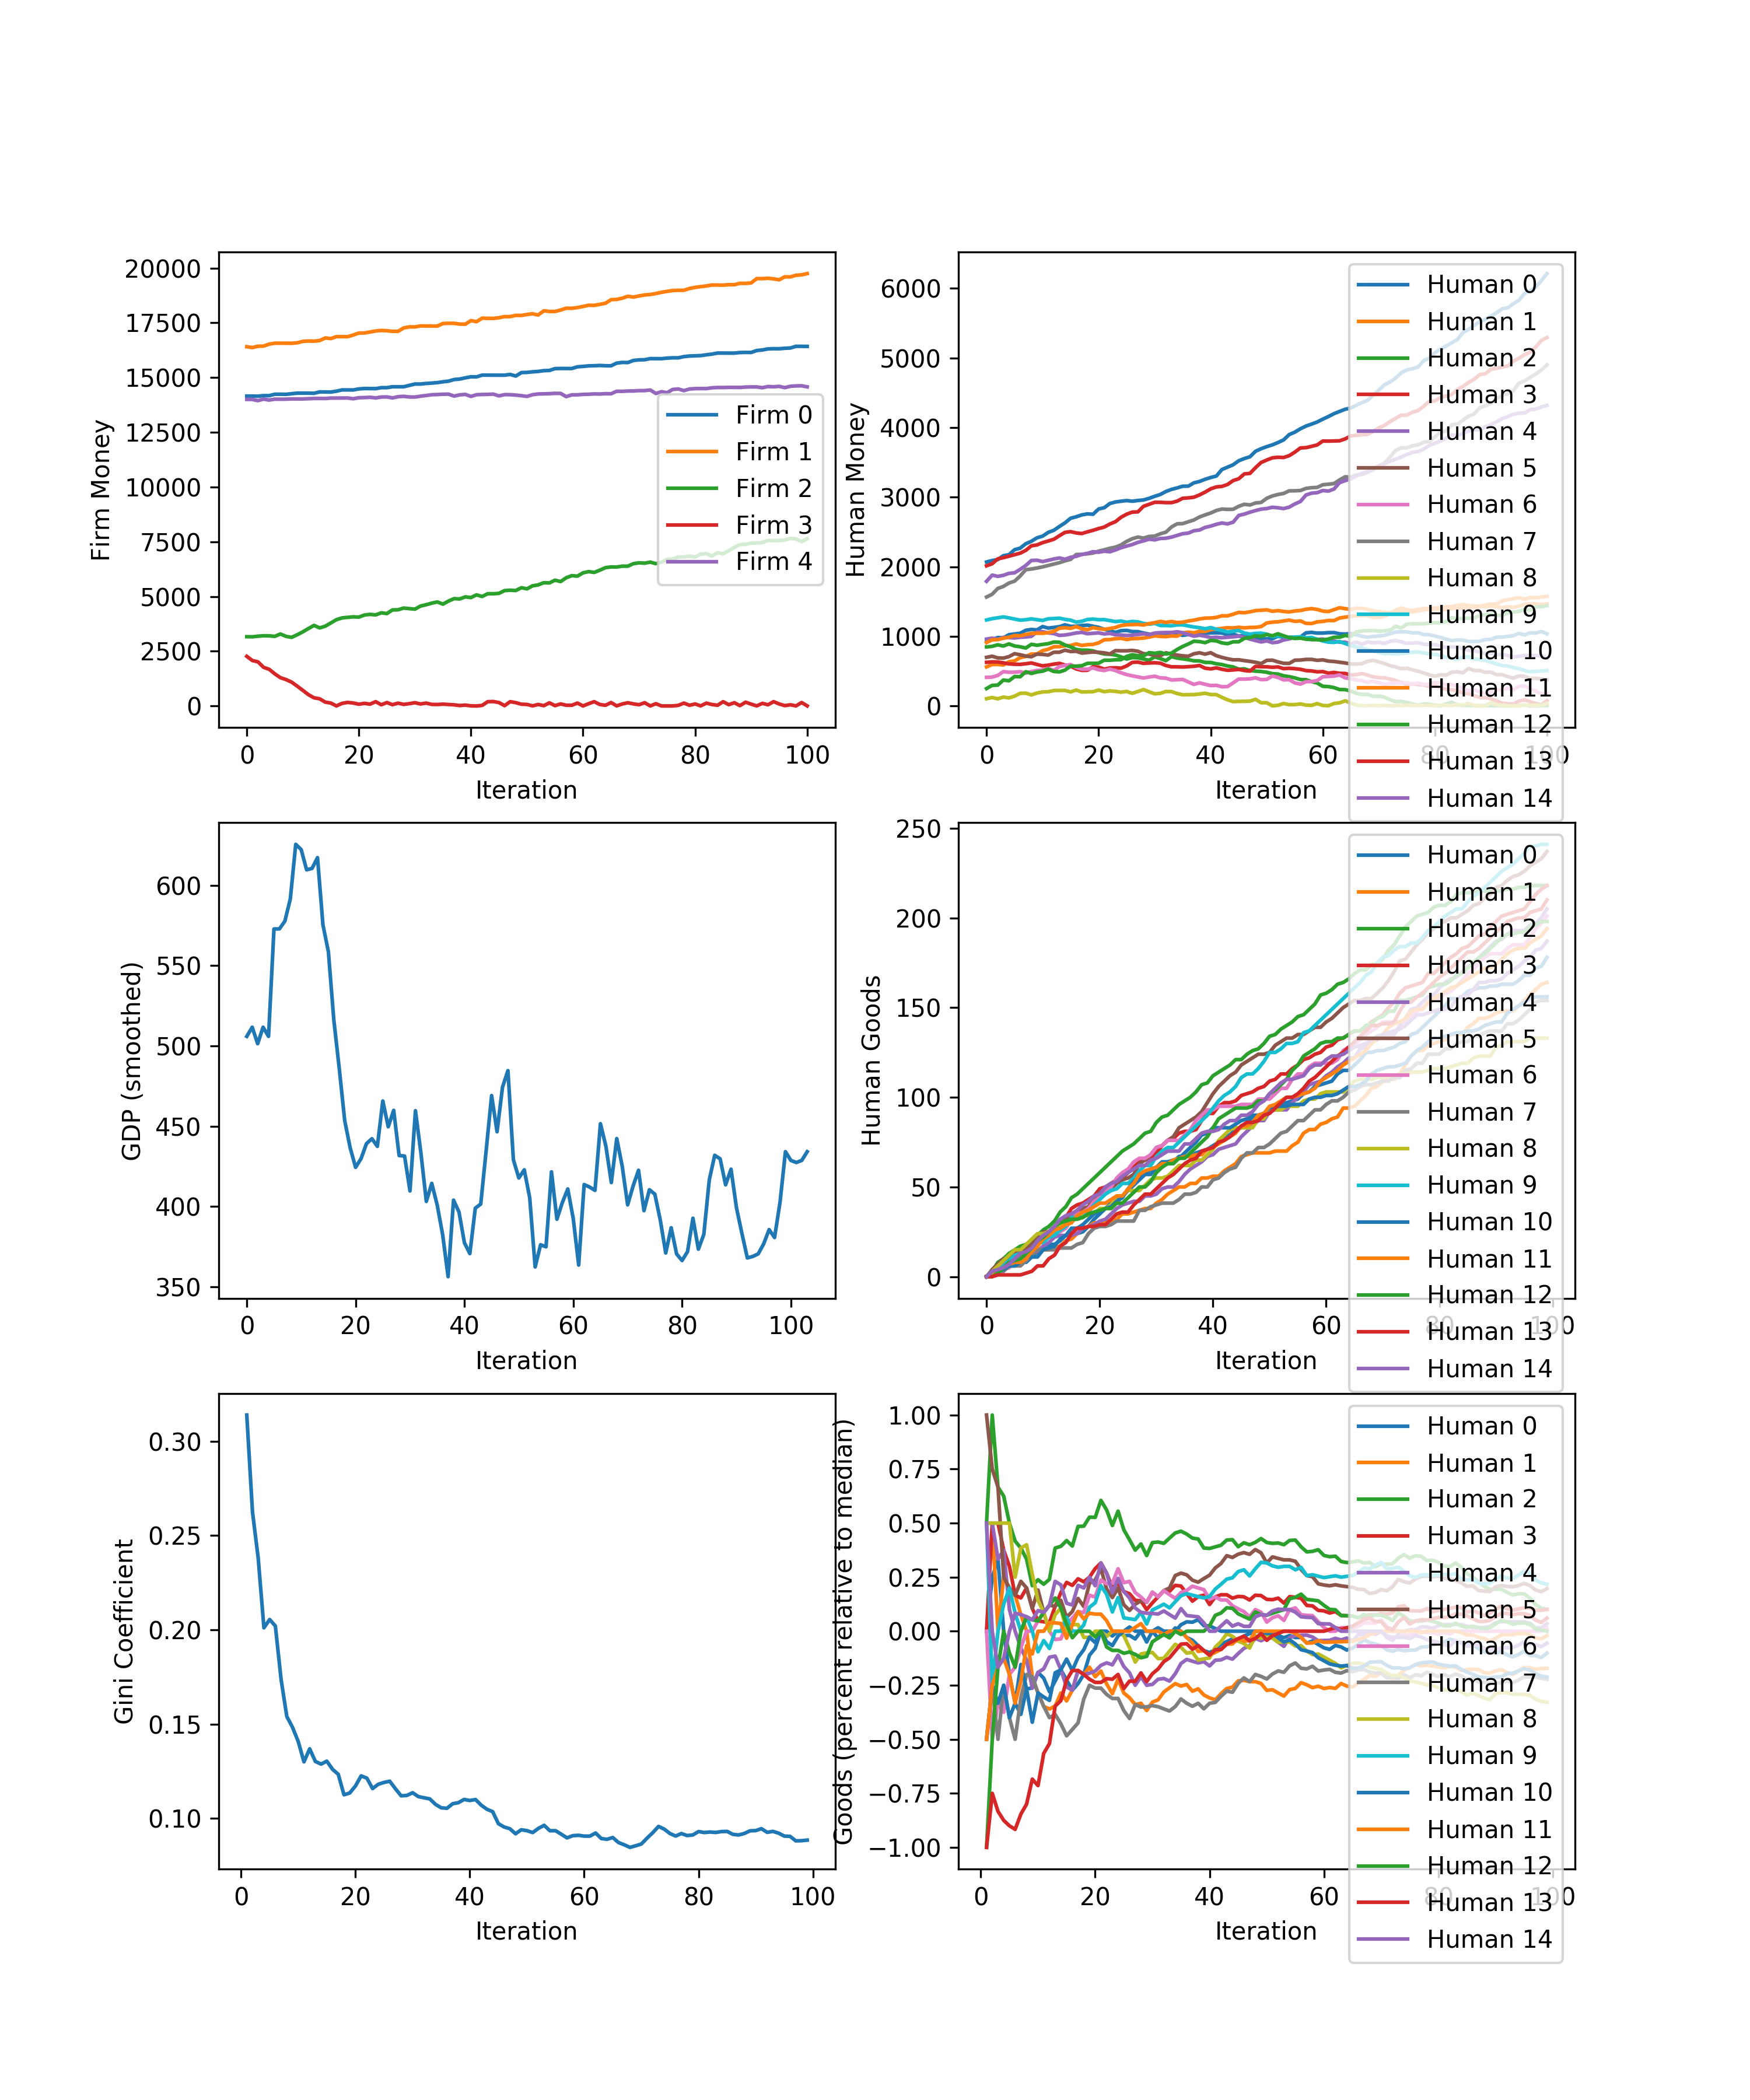 Firm Money
20000
17500
15000
12500
10000
7500
5000
2500
0
Firm 0
Firm 1
Firm 2
Firm 3
Firm 4
0 20 40 60 80 100
Iteration
Human Money
6000
5000
4000
3000
2000
1000
0
Human 0
Human 1
Human 2
Human 3
Human 4
Human 5
Human 6
Human 7
Human 8
Human 9
Human 10
Human 11
Human 12
Human 13
Human 14
0 20 40 60 80 100
Iteration
GDP (smoothed)
600
550
500
450
400
350
0 20 40 60 80 100
Iteration
Human Goods
250
200
150
100
50
0
Human 0
Human 1
Human 2
Human 3
Human 4
Human 5
Human 6
Human 7
Human 8
Human 9
Human 10
Human 11
Human 12
Human 13
Human 14
0 20 40 60 80 100
Iteration
Gini Coefficient
0.30
0.25
0.20
0.15
0.10
0 20 40 60 80 100
Iteration
Goods (percent relative to median)
1.00
0.75
0.50
0.25
0.00
−0.25
−0.50
−0.75
−1.00
Human 0
Human 1
Human 2
Human 3
Human 4
Human 5
Human 6
Human 7
Human 8
Human 9
Human 10
Human 11
Human 12
Human 13
Human 14
0 20 40 60 80 100
Iteration